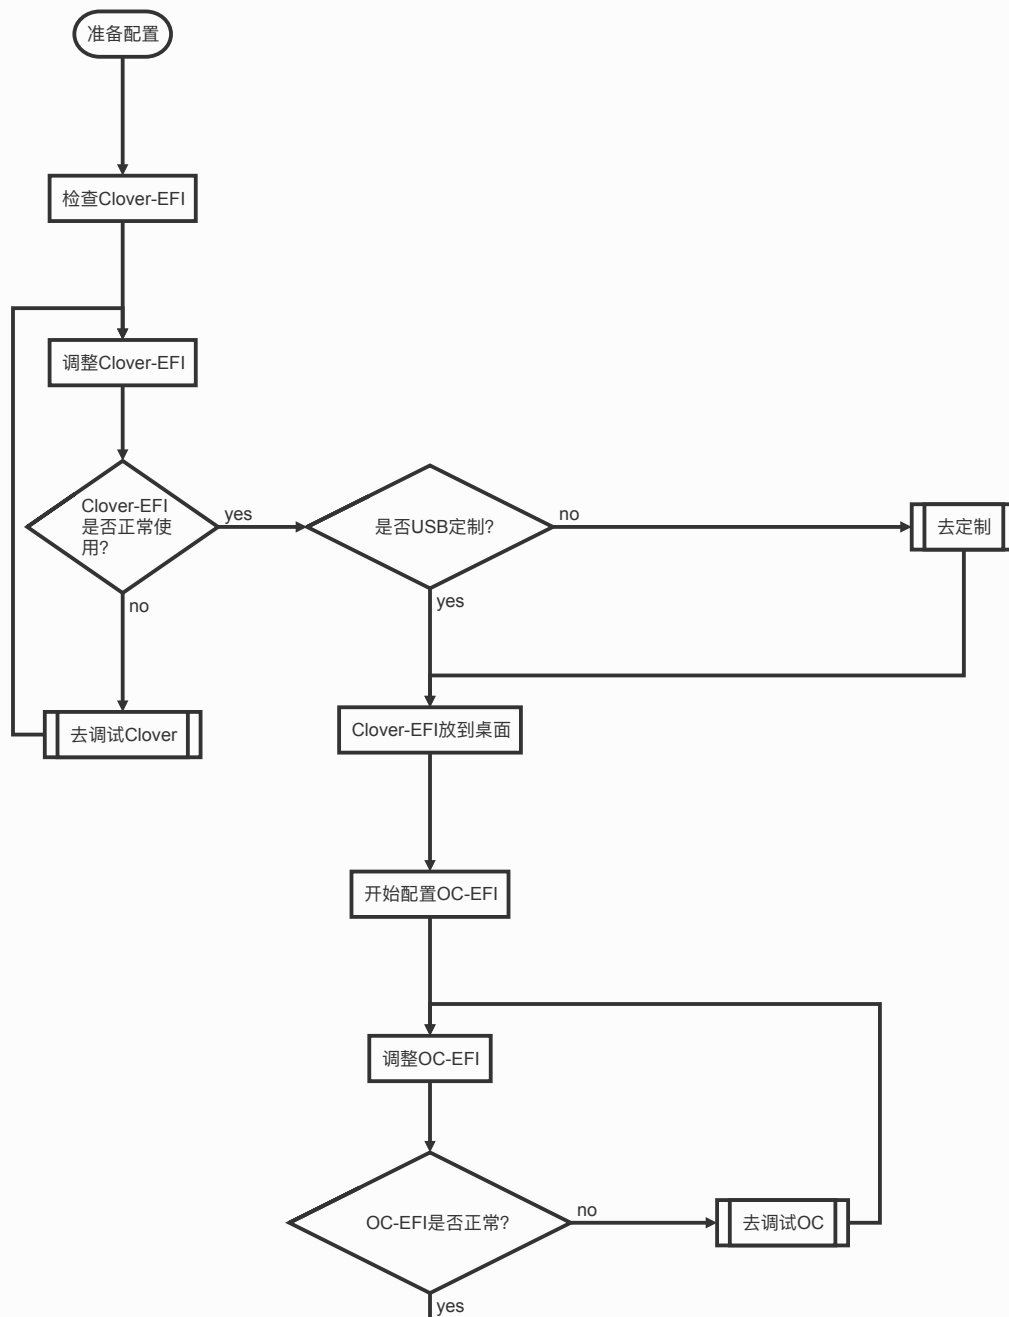 准备配置
检查Clover-EFI
调整Clover-EFI
Clover-EFI
是否正常使
用?
yes
是否USB定制?
no
去定制
no
yes
去调试Clover
Clover-EFI放到桌面
开始配置OC-EFI
调整OC-EFI
OC-EFI是否正常?
no
去调试OC
yes